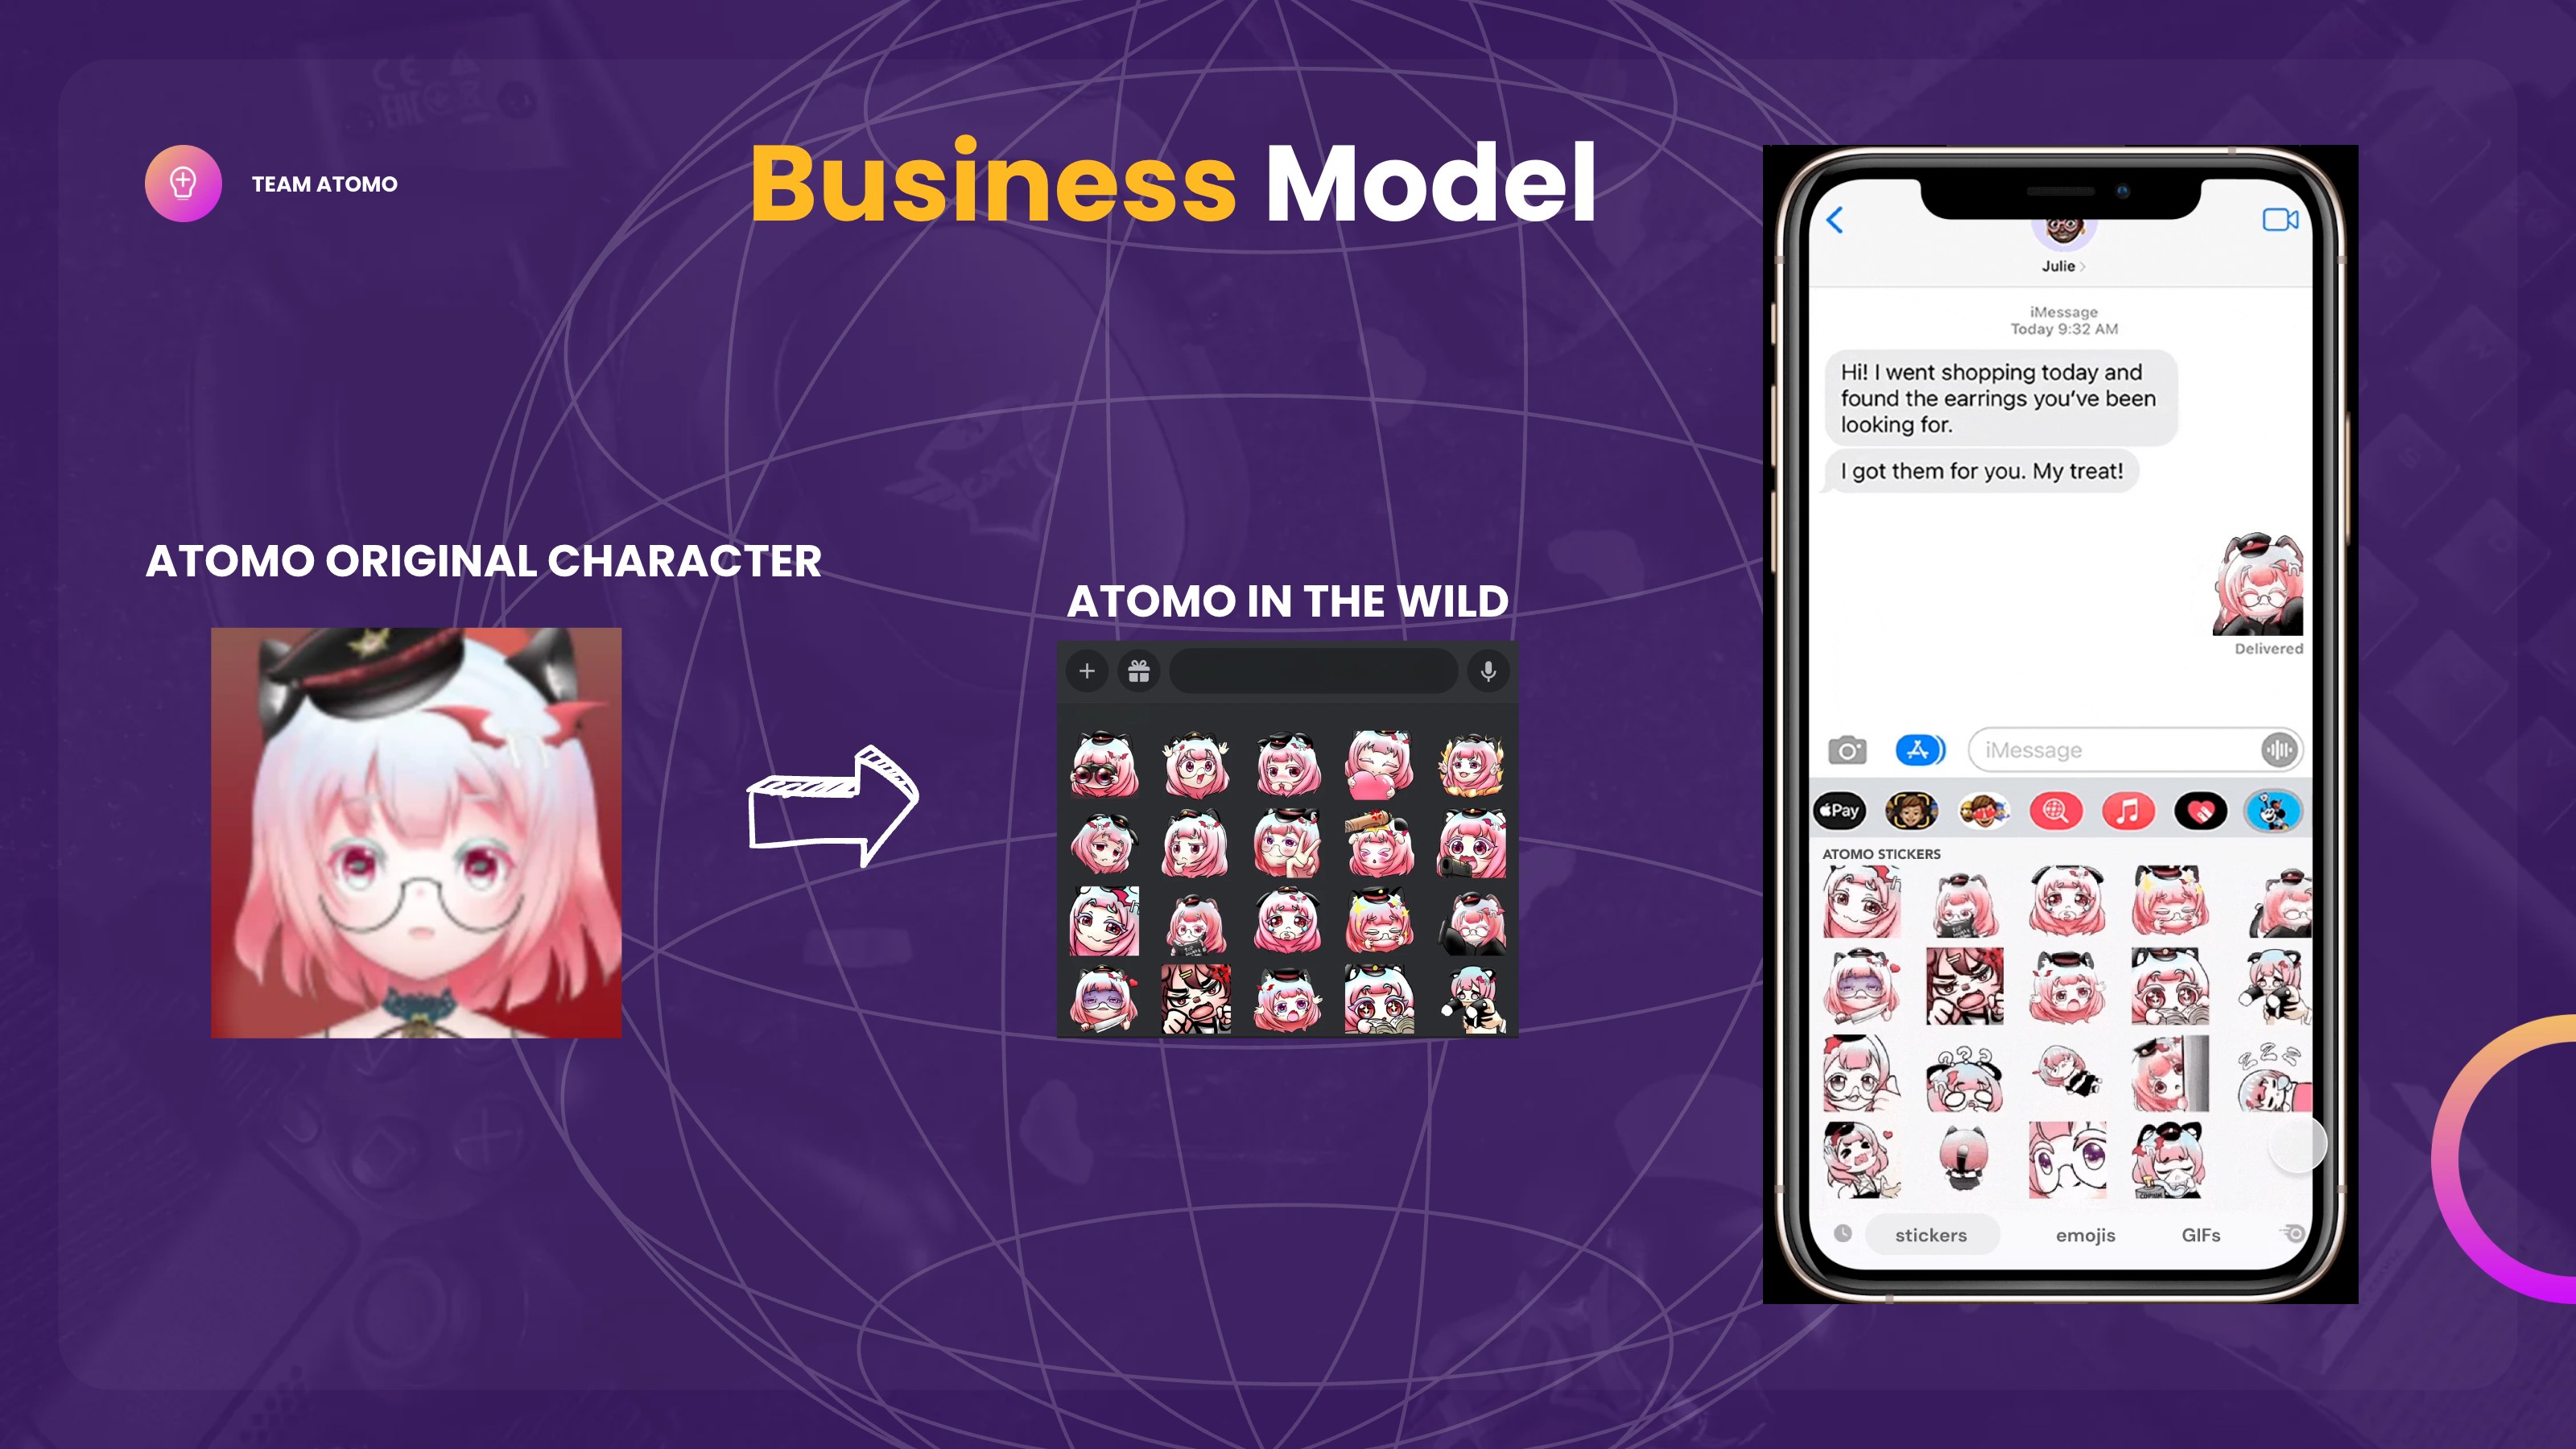 TEAM ATOMO
Business Model
ATOMO ORIGINAL CHARACTER
ATOMO IN THE WILD
Julie
iMessage
Today 9:32 AM
Hi! I went shopping today and
found the earrings you've been
looking for.
I got them for you. My treat!
Delivered
iMessage
Pay
ATOMO STICKERS
stickers
emojis
GIFs